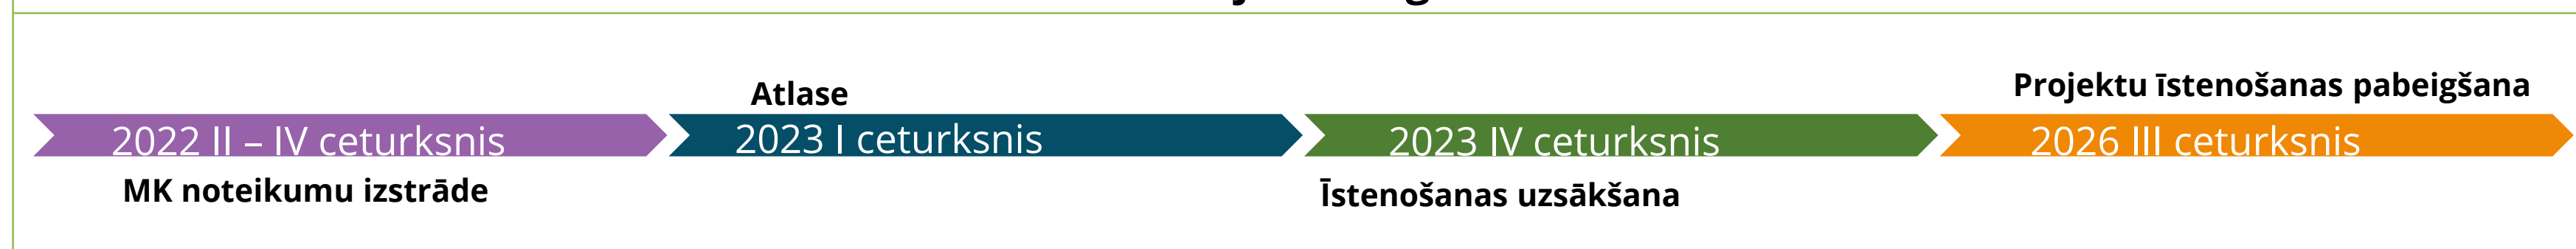 Atlase
Projektu īstenošanas pabeigšana
2022 II – IV ceturksnis
2023 I ceturksnis
2023 IV ceturksnis
2026 III ceturksnis
MK noteikumu izstrāde
Īstenošanas uzsākšana